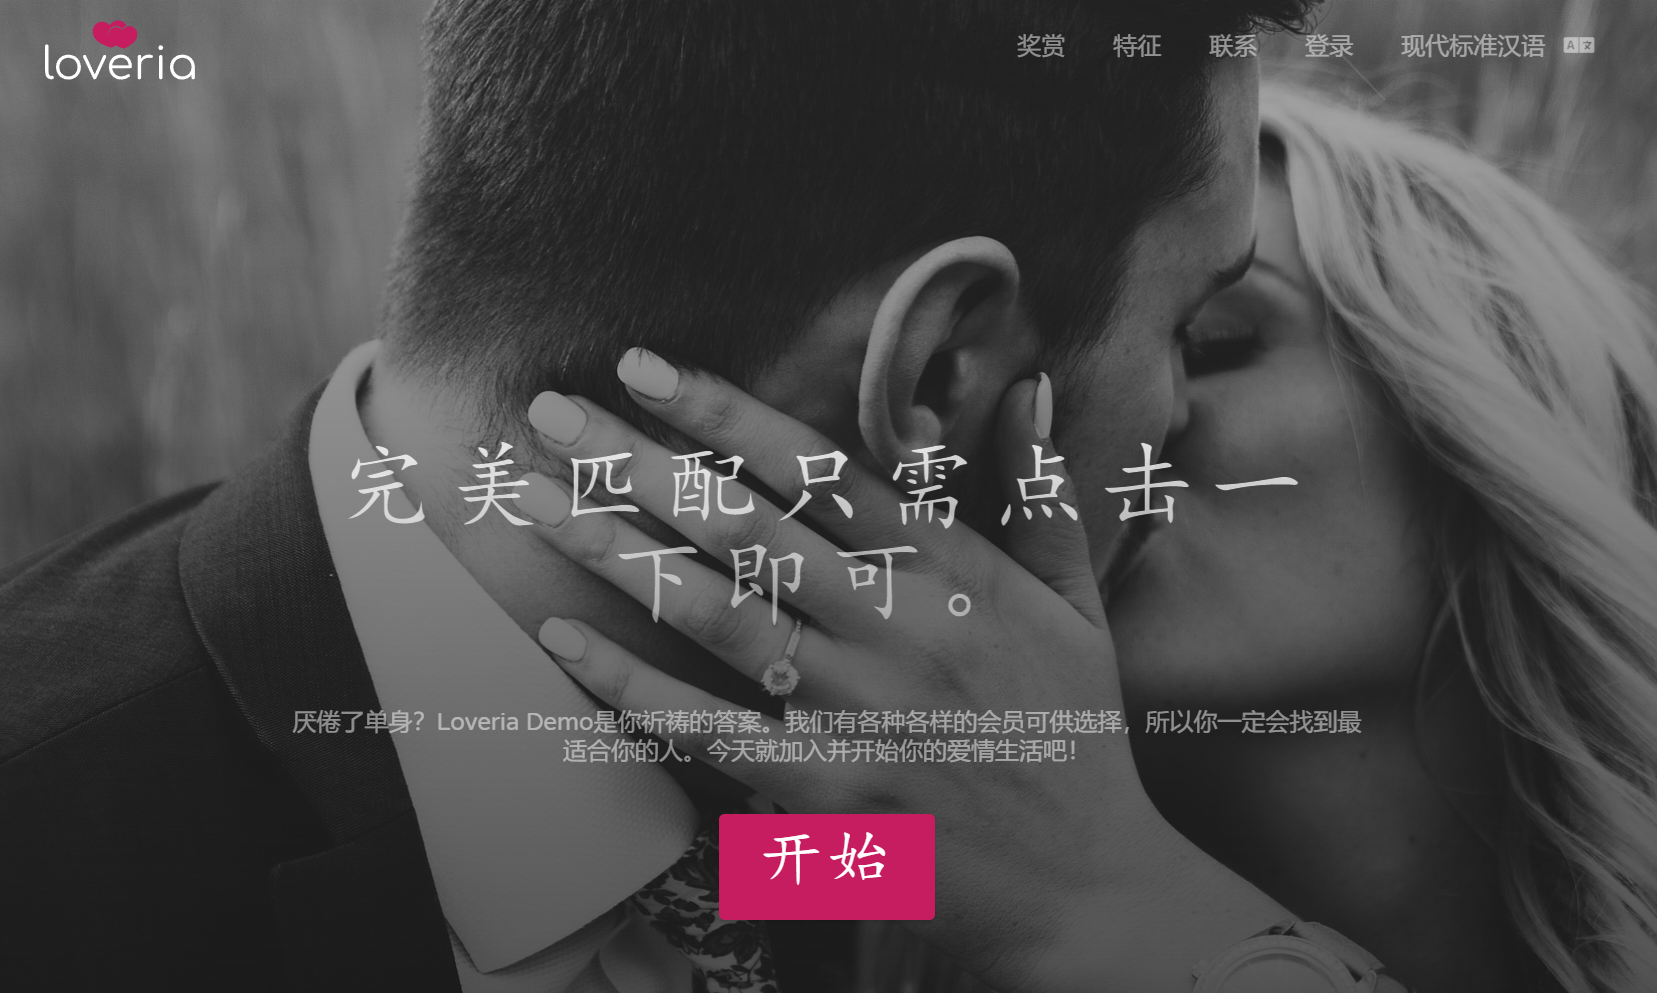 loveria
奖赏 特征 联系 登录 现代标准汉语 A 文
完美匹配只需点击一
下即可。
厌倦了单身？Loveria Demo是你祈祷的答案。我们有各种各样的会员可供选择，所以你一定会找到最
适合你的人。今天就加入并开始你的爱情生活吧！
开始